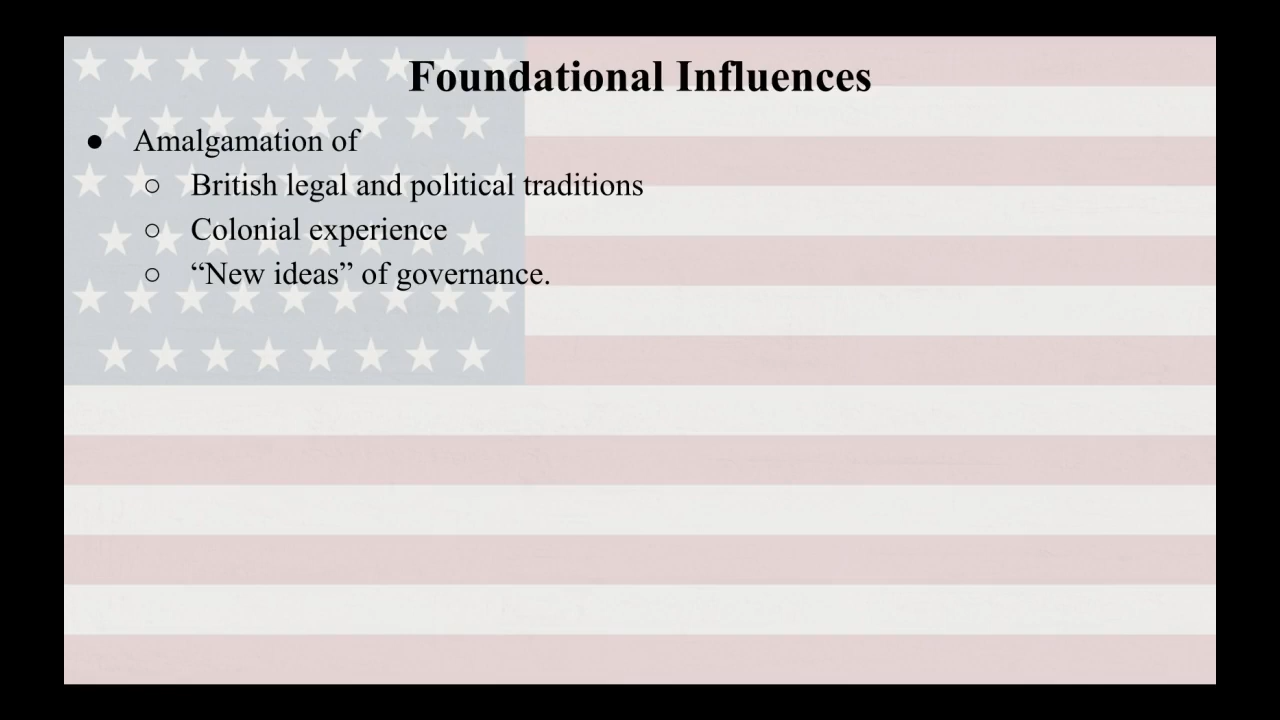 Foundational Influences
● Amalgamation of
○ British legal and political traditions
○ Colonial experience
○ “New ideas” of governance.